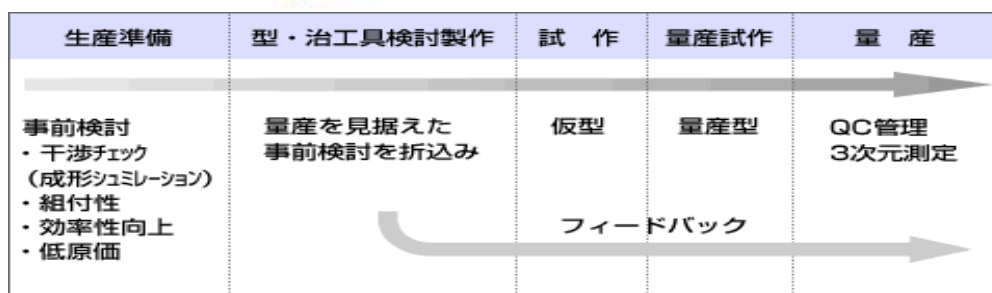 生産準備
型・治工具検討製作
試 作
量産試作
量 産
事前検討
・干渉チェック
（成形シュミレーション）
・組付性
・効率性向上
・低原価
量産を見据えた
事前検討を折込み
仮型
量産型
QC管理
3次元測定
フィードバック